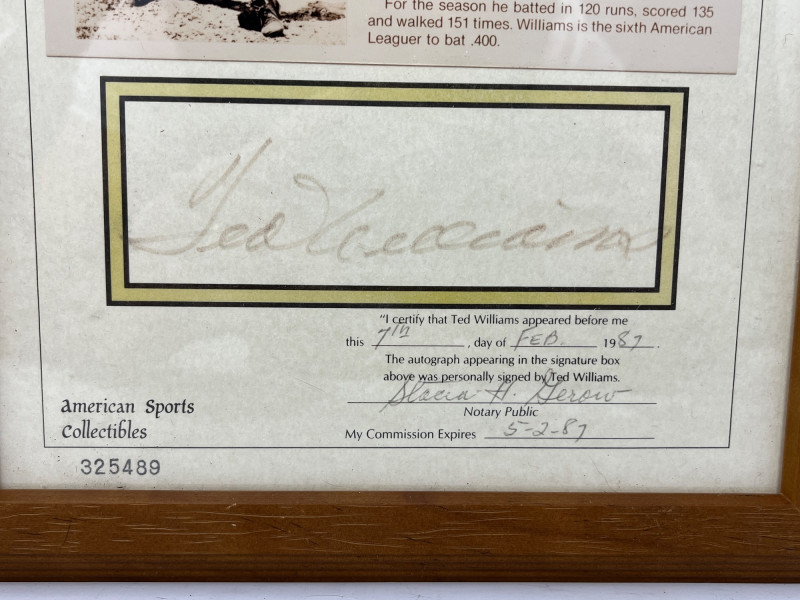 For the season he batted in 120 runs, scored 135
and walked 151 times. Williams is the sixth American
Leaguer to bat .400.
Ted Williams
"I certify that Ted Williams appeared before me
this 7th, day of FEB. 1987.
The autograph appearing in the signature box
above was personally signed by Ted Williams.
Stacia H. Gerow
Notary Public
My Commission Expires 5-2-87
American Sports
Collectibles
325489